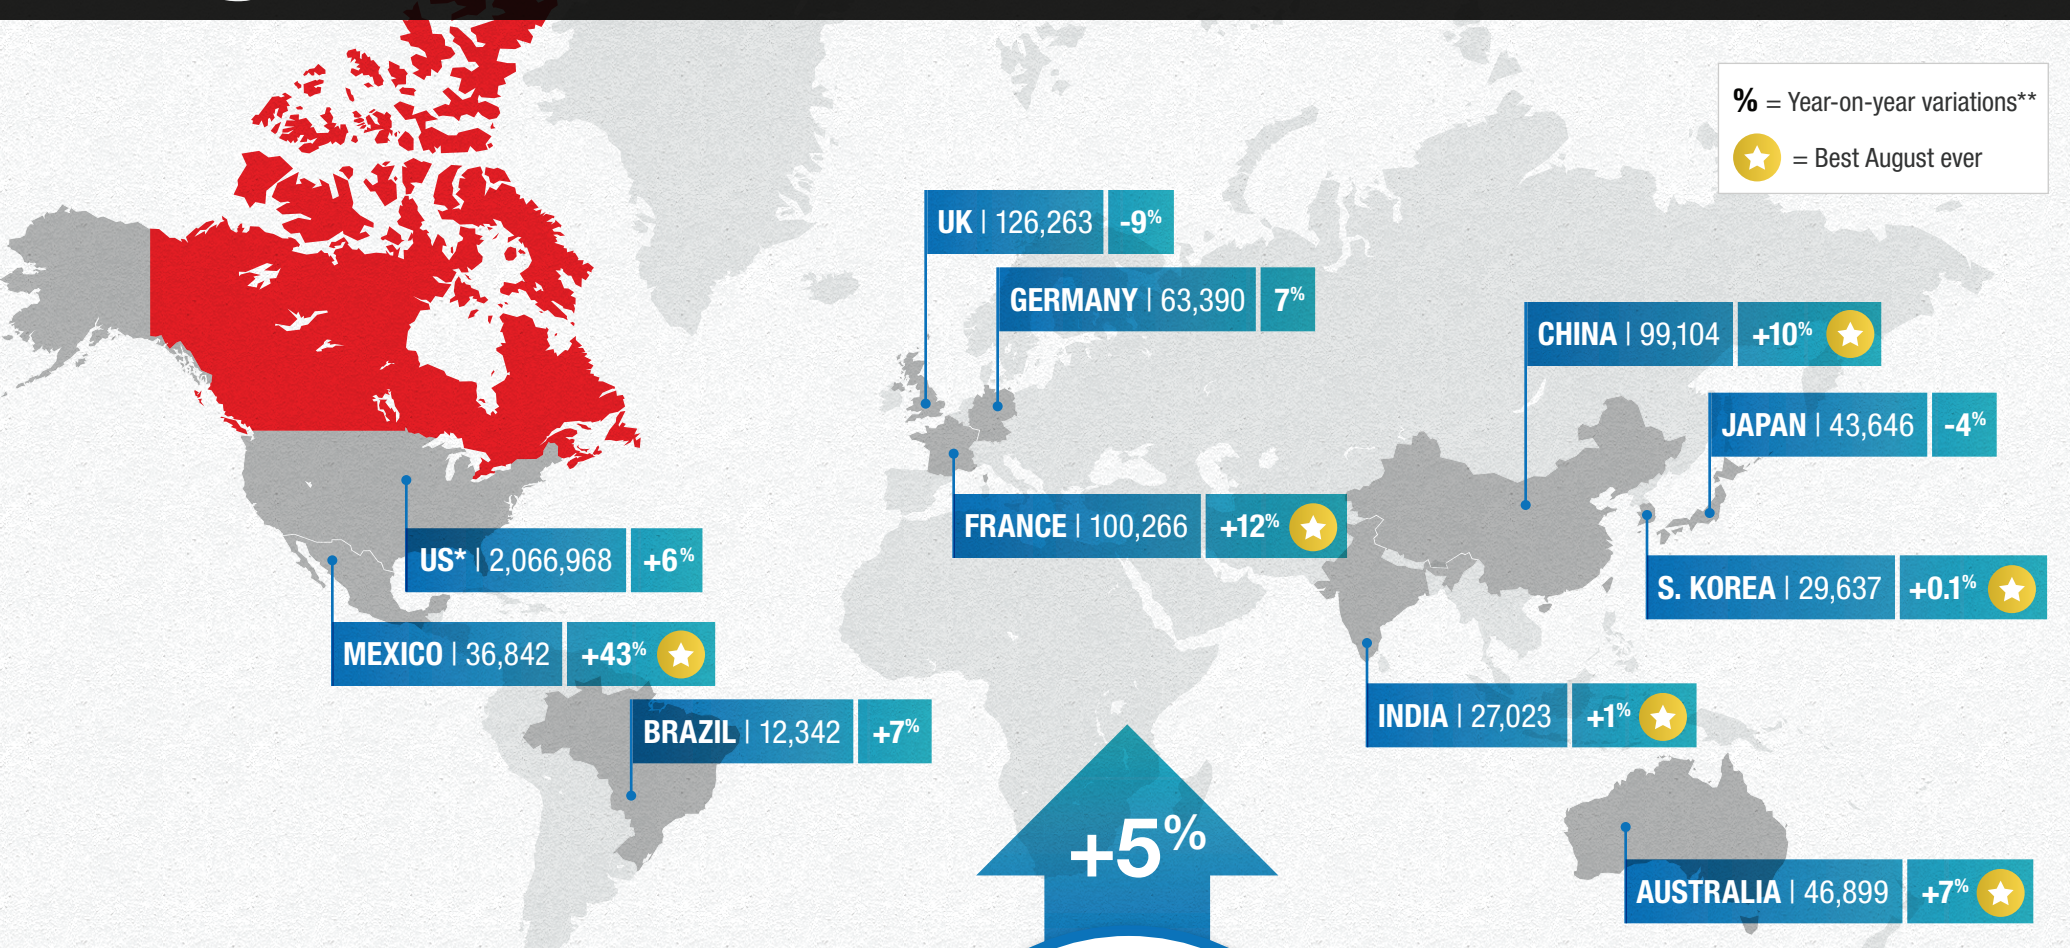 % = Year-on-year variations**
= Best August ever
UK | 126,263 -9%
GERMANY | 63,390 7%
CHINA | 99,104 +10%
JAPAN | 43,646 -4%
FRANCE | 100,266 +12%
US* | 2,066,968 +6%
S. KOREA | 29,637 +0.1%
MEXICO | 36,842 +43%
BRAZIL | 12,342 +7%
INDIA | 27,023 +1%
+5%
AUSTRALIA | 46,899 +7%